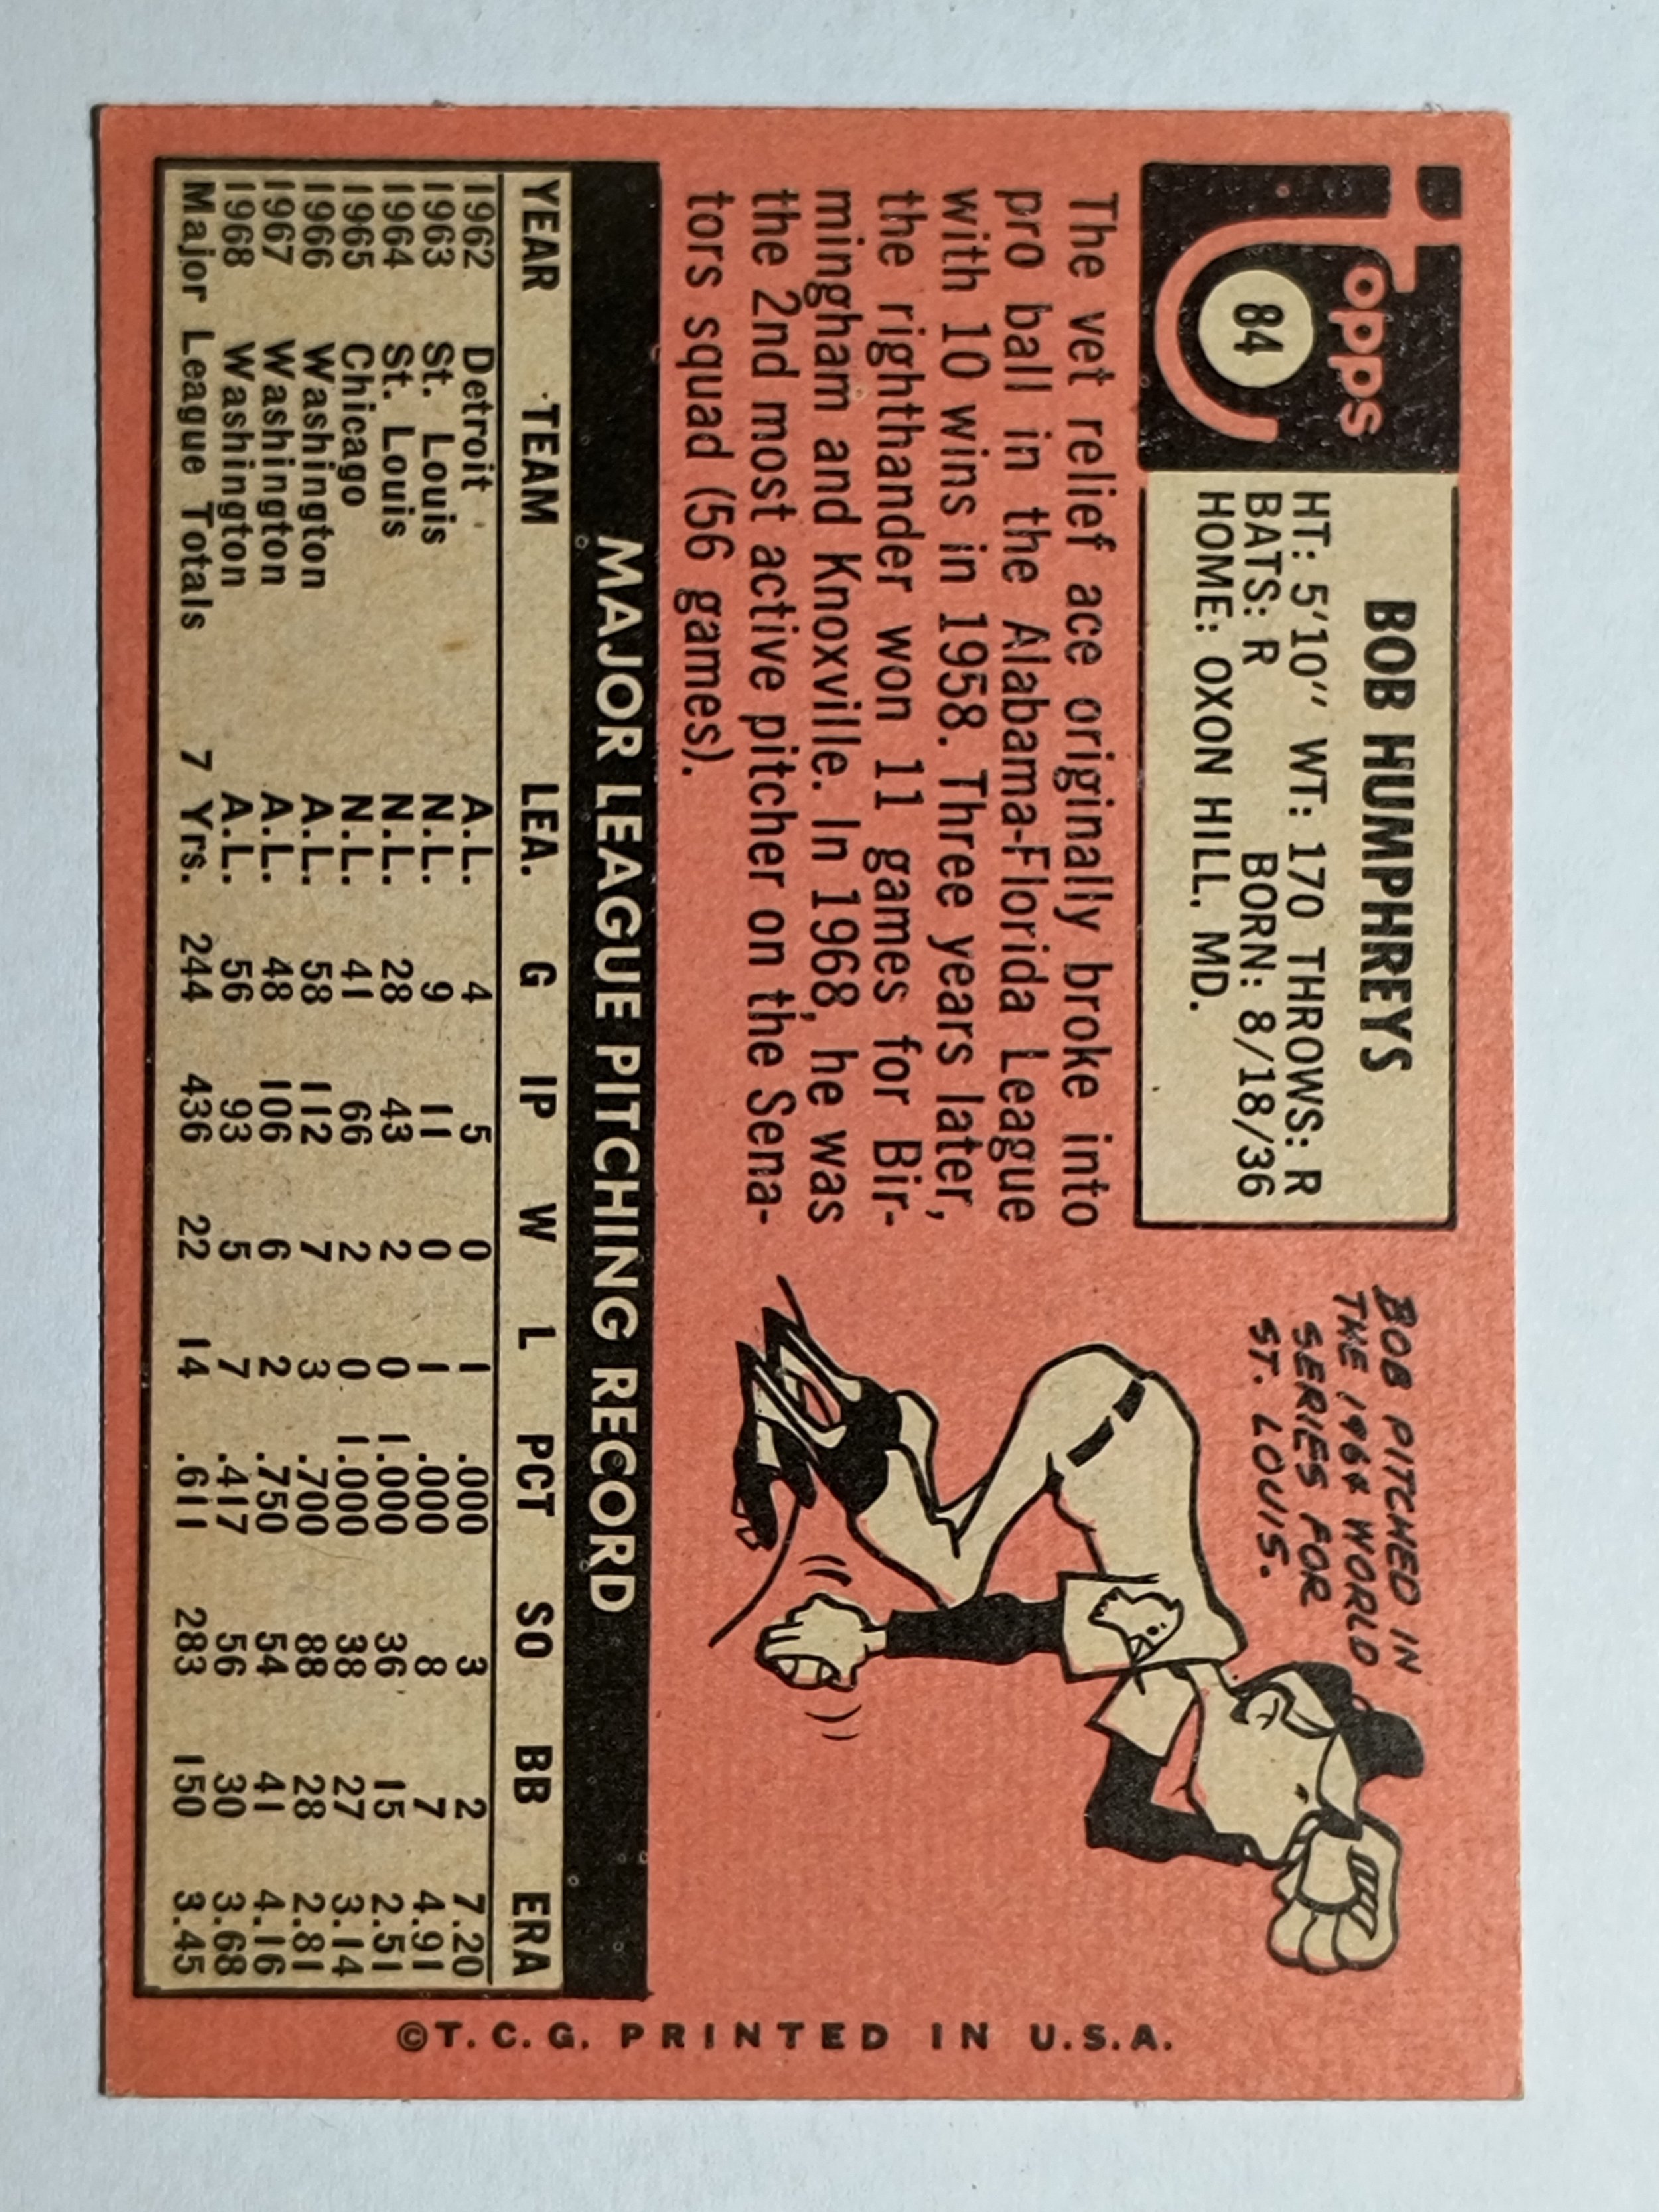 Topps
84
BOB HUMPHREYS
HT: 5'10" WT: 170 THROWS: R
BATS: R BORN: 8/18/36
HOME: OXON HILL, MD.
The vet relief ace originally broke into
pro ball in the Alabama-Florida League
with 10 wins in 1958. Three years later,
the righthander won 11 games for Bir-
mingham and Knoxville. In 1968, he was
the 2nd most active pitcher on the Sena-
tors squad (56 games).
BOB PITCHED IN
THE 1964 WORLD
SERIES FOR
ST. LOUIS.
MAJOR LEAGUE PITCHING RECORD
YEAR TEAM LEA. G IP W L PCT SO BB ERA
1962 Detroit A.L. 4 5 0 1 .000 3 2 7.20
1963 St. Louis N.L. 9 11 0 1 .000 8 7 4.91
1964 St. Louis N.L. 28 43 2 0 1.000 36 15 2.51
1965 Chicago N.L. 41 66 2 0 1.000 38 27 3.14
1966 Washington A.L. 58 112 7 3 .700 88 28 2.81
1967 Washington A.L. 48 106 6 2 .750 54 41 4.16
1968 Washington A.L. 56 93 5 7 .417 56 30 3.68
Major League Totals 7 Yrs. 244 436 22 14 .611 283 150 3.45
©T.C.G. PRINTED IN U.S.A.